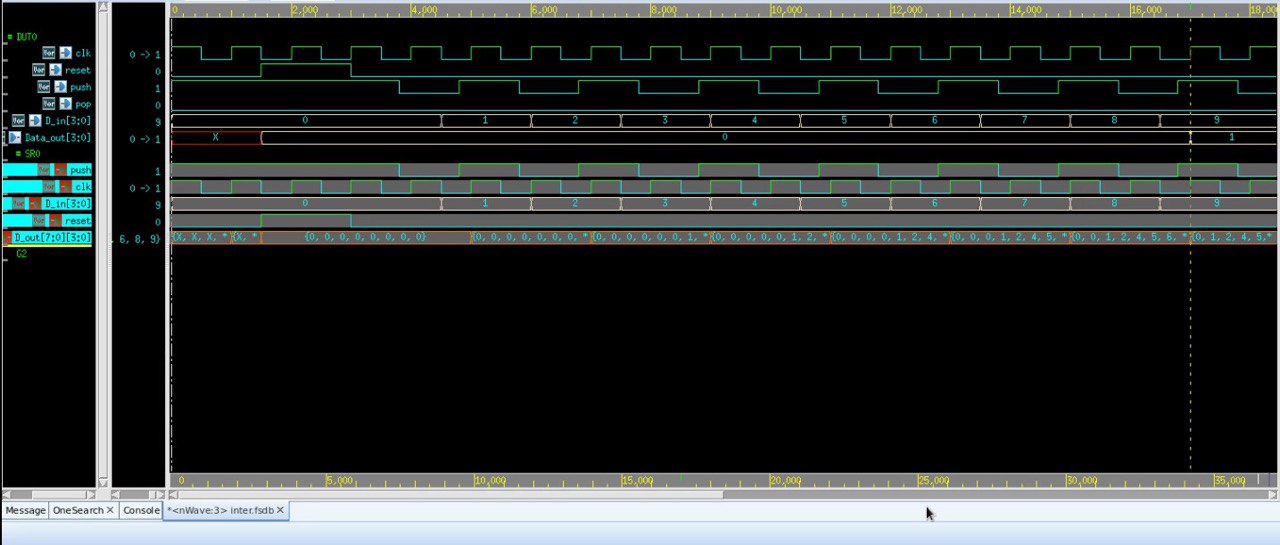 0 2,000 4,000 6,000 8,000 10,000 12,000 14,000 16,000 18,000
DUT0
clk 0 -> 1
reset 0
push 1
pop 0
D_in[3:0] 9 0 1 2 3 4 5 6 7 8 9
Data_out[3:0] 0 -> 1 X 0 1
SR0
push 1
clk 0 -> 1
D_in[3:0] 9 0 1 2 3 4 5 6 7 8 9
reset 0
D_out[7:0][3:0] 6, 8, 9} {X, X, X, * {X, * {0, 0, 0, 0, 0, 0, 0, 0} {0, 0, 0, 0, 0, 0, 0, * {0, 0, 0, 0, 0, 1, * {0, 0, 0, 0, 0, 1, 2, * {0, 0, 0, 0, 1, 2, 4, * {0, 0, 0, 1, 2, 4, 5, * {0, 0, 1, 2, 4, 5, 6, * {0, 1, 2, 4, 5, *
G2
0 5,000 10,000 15,000 20,000 25,000 30,000 35,000
Message OneSearch × Console *<nWave:3> inter.fsdb ×